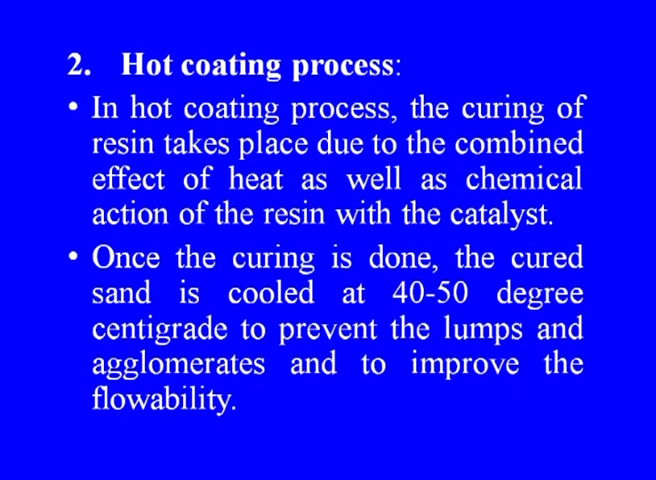 2. Hot coating process:
• In hot coating process, the curing of
resin takes place due to the combined
effect of heat as well as chemical
action of the resin with the catalyst.
• Once the curing is done, the cured
sand is cooled at 40-50 degree
centigrade to prevent the lumps and
agglomerates and to improve the
flowability.